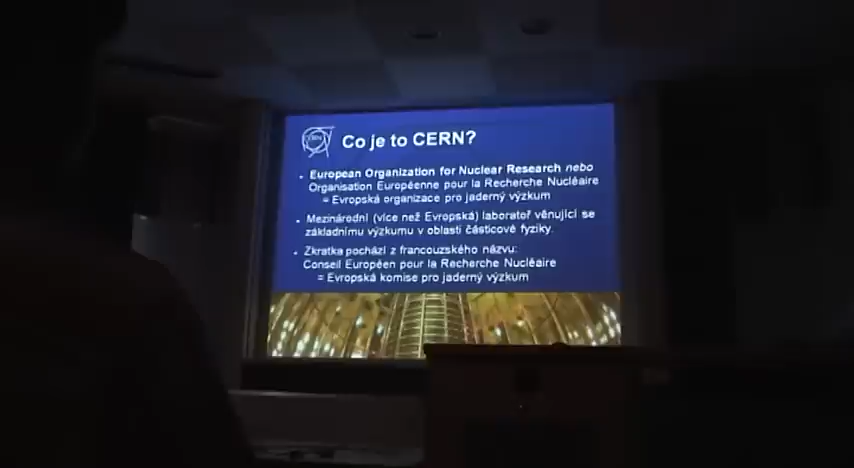 CERN
Co je to CERN?
• European Organization for Nuclear Research nebo
Organisation Européenne pour la Recherche Nucléaire
= Evropská organizace pro jaderný výzkum
• Mezinárodní (více než Evropská) laboratoř věnující se
základnímu výzkumu v oblasti částicové fyziky.
• Zkratka pochází z francouzského názvu:
Conseil Européen pour la Recherche Nucléaire
= Evropská komise pro jaderný výzkum